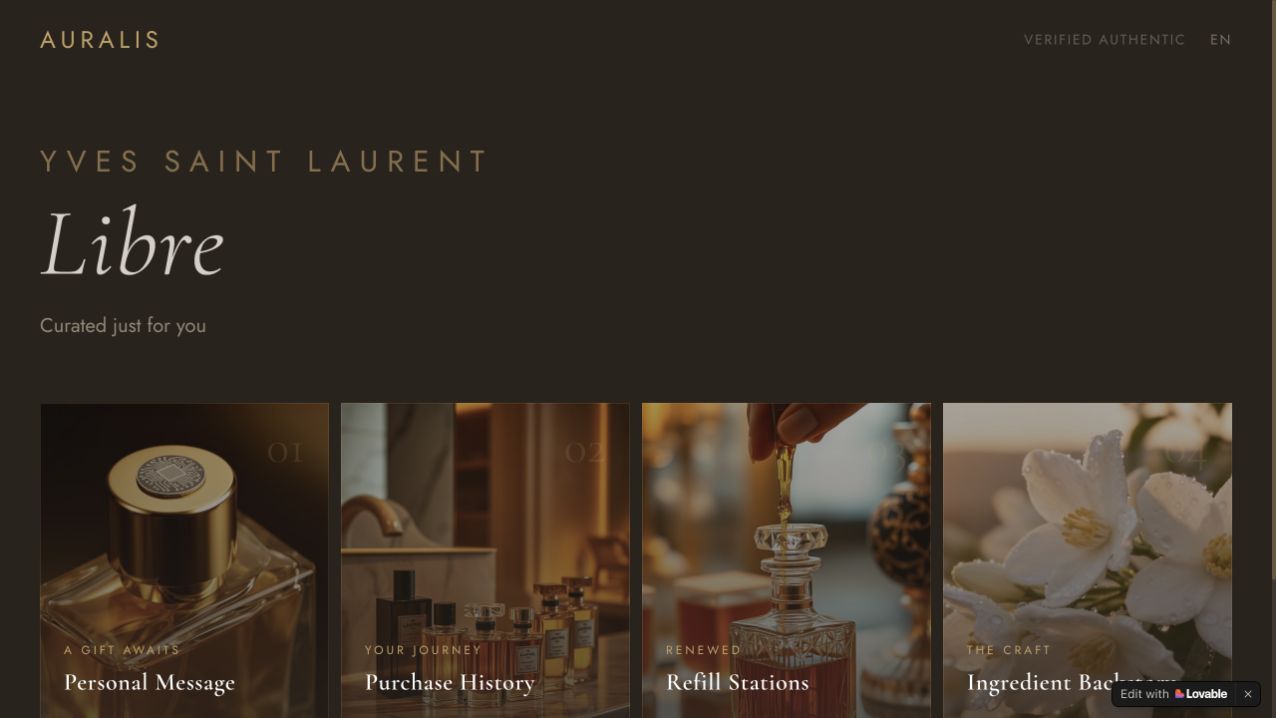 AURALIS
VERIFIED AUTHENTIC EN
YVES SAINT LAURENT
Libre
Curated just for you
01
02
04
A GIFT AWAITS
Personal Message
YOUR JOURNEY
Purchase History
RENEWED
Refill Stations
THE CRAFT
Ingredient
Edit with Lovable ×